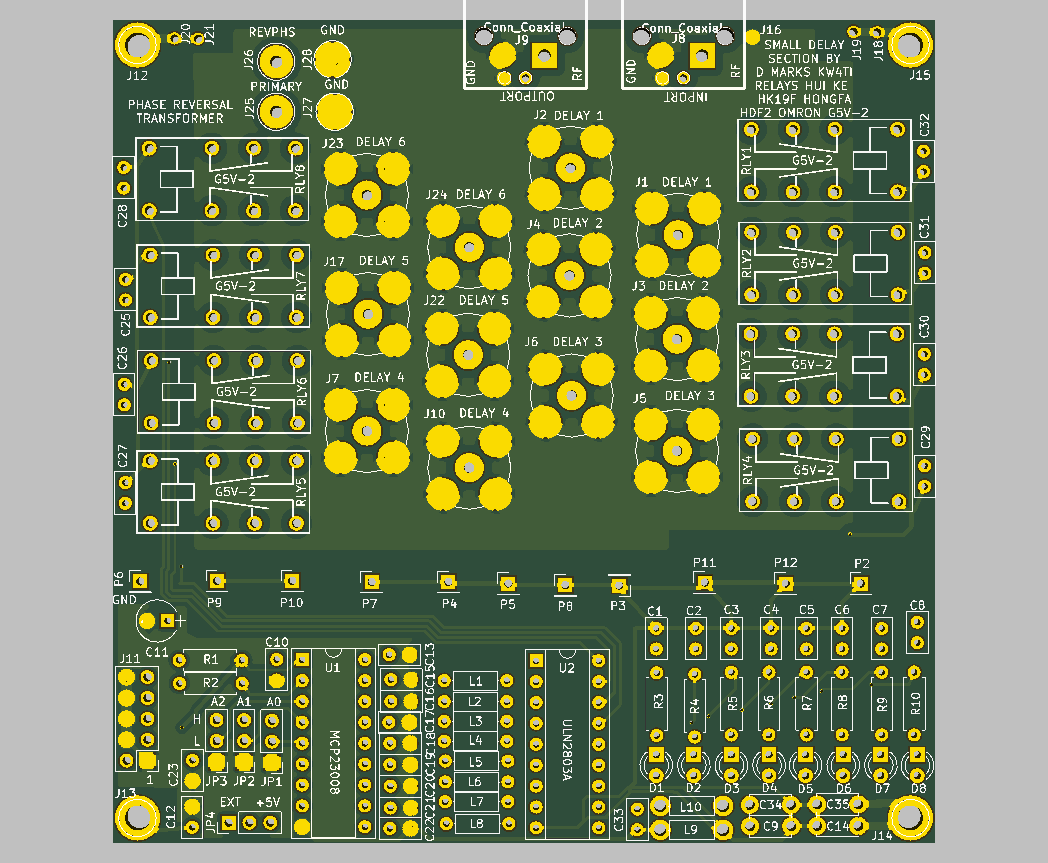 J20
J21
REVPHS
GND
Conn_Coaxial
J9
Conn_Coaxial
J8
J16
J19
J18
J12
J26
J28
GND
RF
GND
RF
J15
SMALL DELAY
SECTION BY
D MARKS KW4TI
RELAYS HUI KE
HK19F HONGFA
HDF2 OMRON G5V-2
PRIMARY
GND
OUTPORT
INPORT
PHASE REVERSAL
TRANSFORMER
J25
J27
J2 DELAY 1
C32
J23 DELAY 6
RLY1
G5V-2
G5V-2
RLY8
J24 DELAY 6
J1 DELAY 1
C28
J4 DELAY 2
C31
RLY2
G5V-2
J17 DELAY 5
G5V-2
RLY7
J22 DELAY 5
J3 DELAY 2
C25
C30
J6 DELAY 3
C26
RLY3
G5V-2
J7 DELAY 4
G5V-2
RLY6
J10 DELAY 4
J5 DELAY 3
C27
C29
RLY4
G5V-2
G5V-2
RLY5
P6
GND
P9
P10
P7
P4
P5
P8
P3
P11
P12
P2
C11
+
C1
C2
C3
C4
C5
C6
C7
C8
J11
R1
R2
C10
U1
MCP23008
C13
C15
C16
C17
C18
C19
C20
C21
C22
L1
L2
L3
L4
L5
L6
L7
L8
U2
ULN2803A
R3
R4
R5
R6
R7
R8
R9
R10
A2
A1
A0
H
L
1
C23
JP3
JP2
JP1
D1
D2
D3
D4
D5
D6
D7
D8
J13
C12
JP4
EXT
+5V
C33
L10
L9
C34
C9
C35
C14
J14